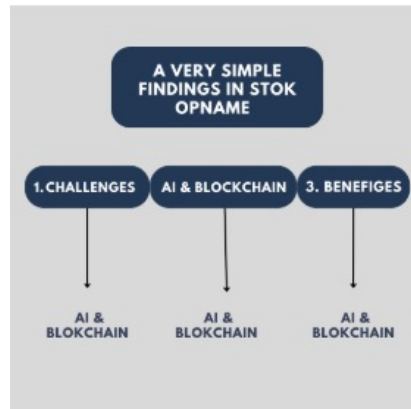 A VERY SIMPLE
FINDINGS IN STOK
OPNAME
1. CHALLENGES
AI & BLOCKCHAIN
3. BENEFIGES
AI &
BLOKCHAIN
AI &
BLOKCHAIN
AI &
BLOKCHAIN